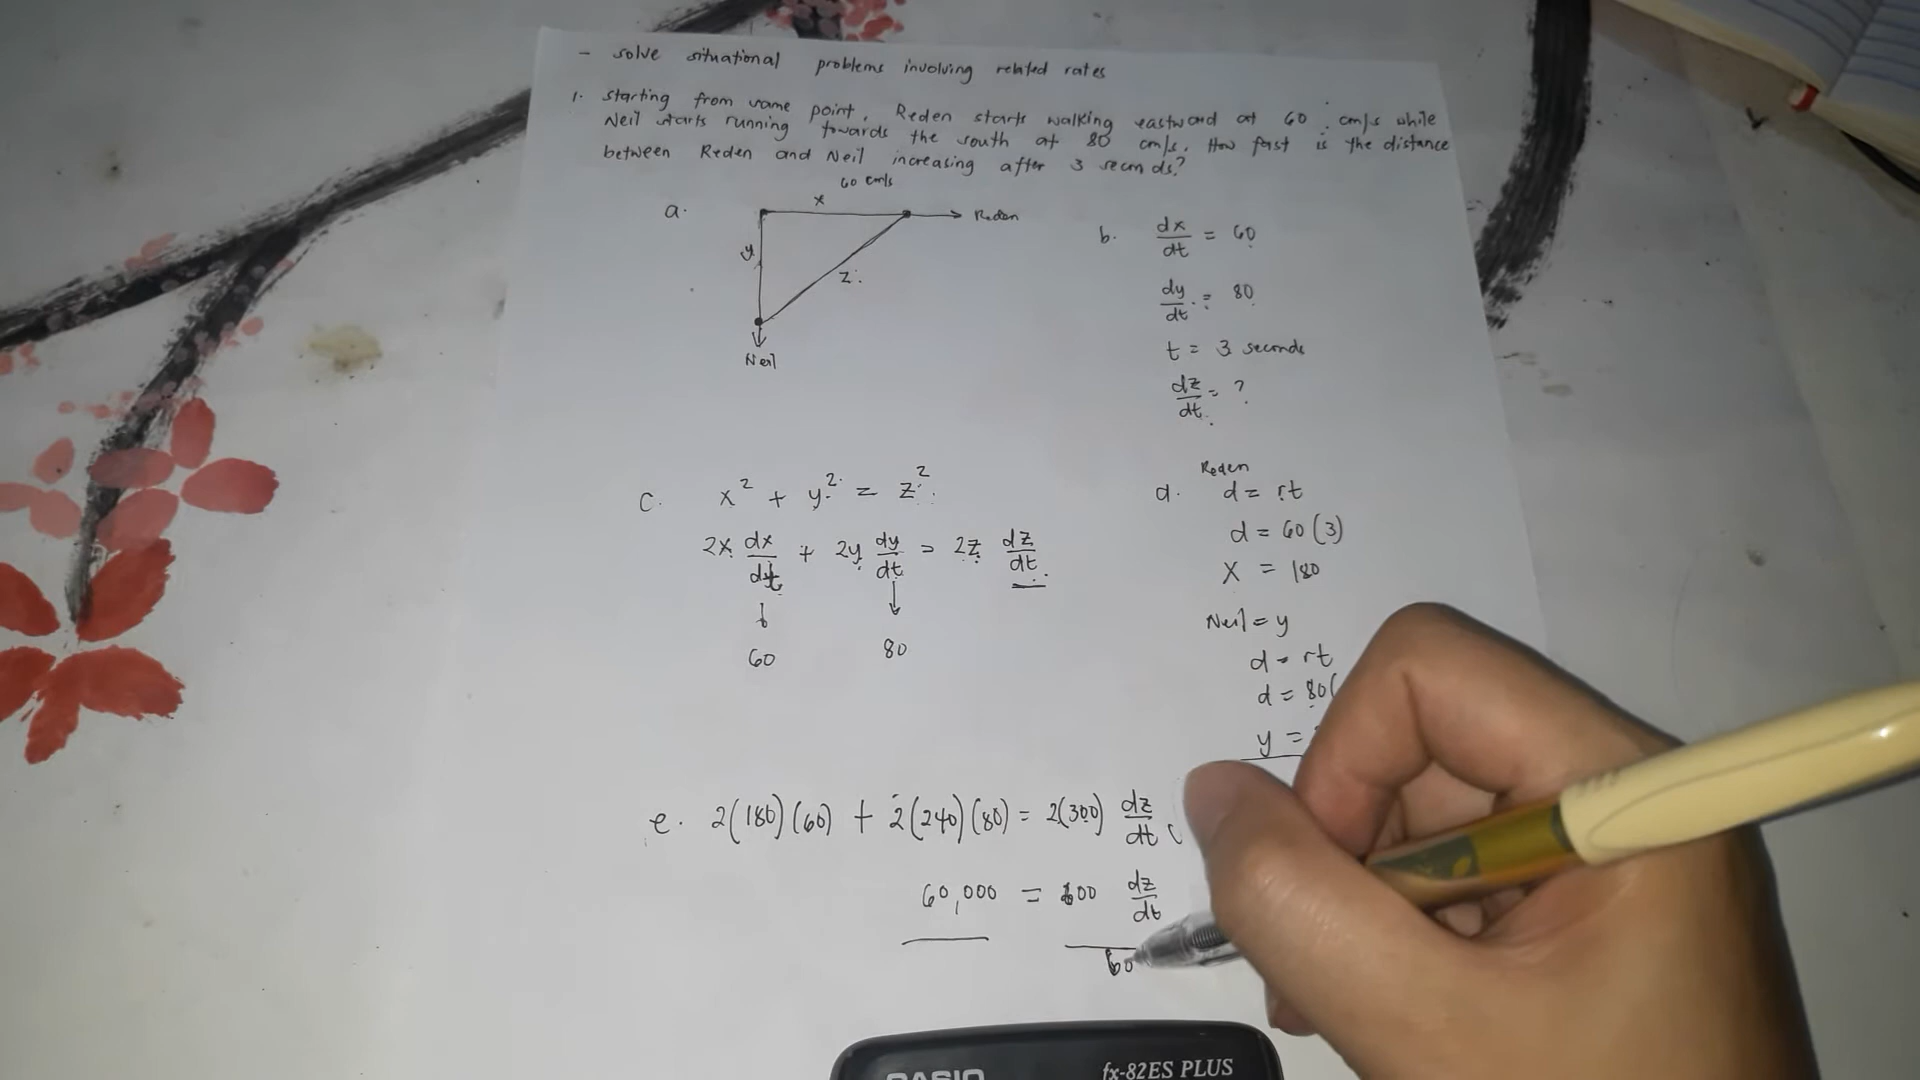 - solve situational problems involving related rates
1. starting from same point, Reden starts walking eastward at 60 cm/s while
Neil starts running towards the south at 80 cm/s. How fast is the distance
between Reden and Neil increasing after 3 seconds?
60 cm/s
a.
x
Reden
y
z
Neil
b. dx/dt = 60
dy/dt = 80
t = 3 seconds
dz/dt = ?
c. x² + y² = z²
2x dx/dt + 2y dy/dt = 2z dz/dt
60
80
Reden
d. d = rt
d = 60(3)
x = 180
Neil = y
d = rt
d = 80(
y =
e. 2(180)(60) + 2(240)(80) = 2(300) dz/dt
60,000 = 600 dz/dt
60
CASIO
fx-82ES PLUS